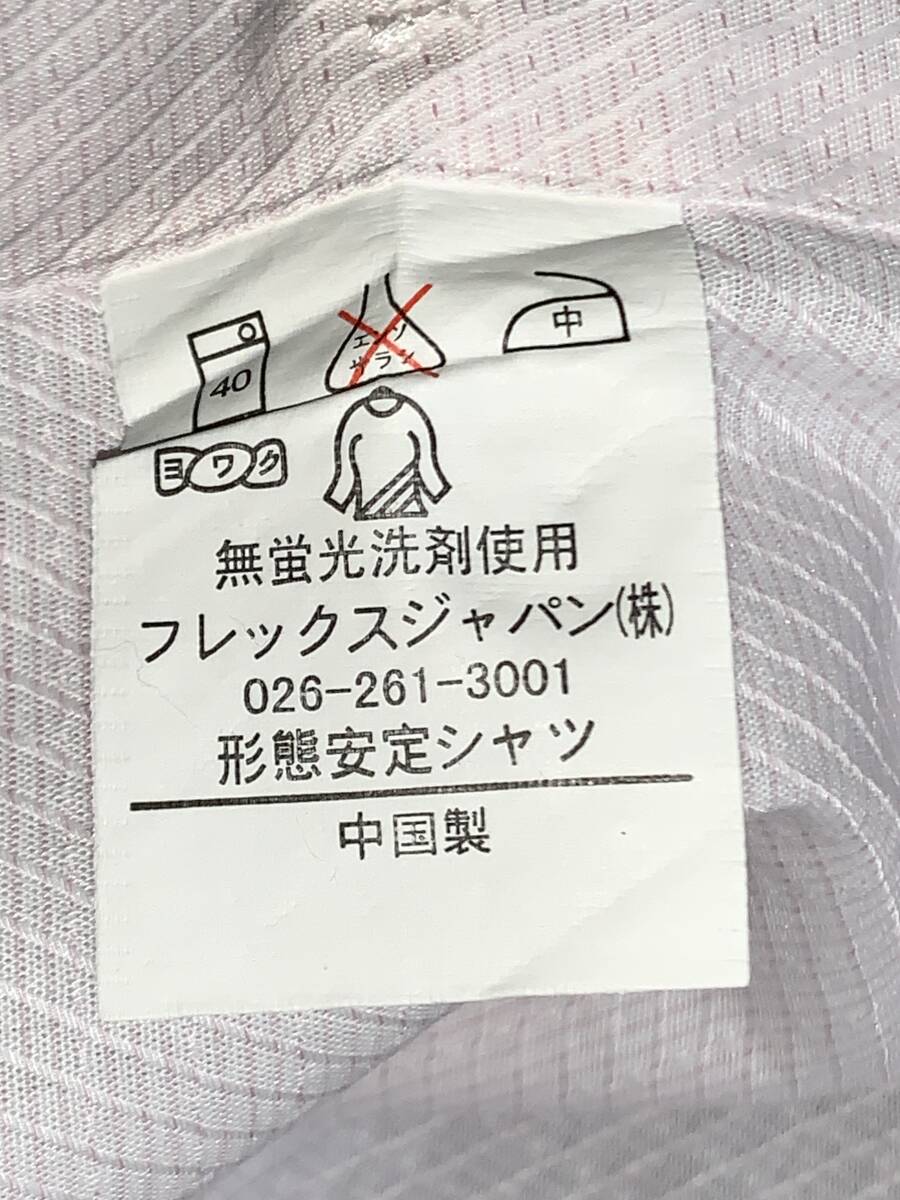 40
エンソ
サラシ
中
ヨワク
無蛍光洗剤使用
フレックスジャパン(株)
026-261-3001
形態安定シャツ
中国製